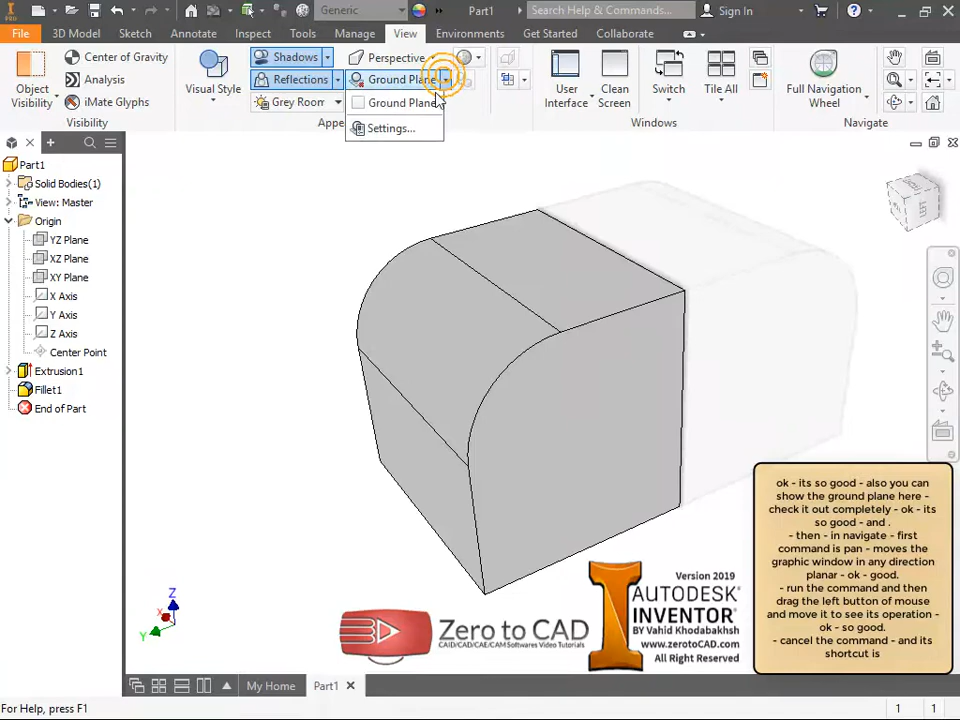 PRO
Generic
Part1
Search Help & Commands...
Sign In
File
3D Model
Sketch
Annotate
Inspect
Tools
Manage
View
Environments
Get Started
Collaborate
Object
Visibility
Center of Gravity
Analysis
iMate Glyphs
Visibility
Visual Style
Shadows
Reflections
Grey Room
Perspective
Ground Plane
Ground Plane
Settings...
Appe
User
Interface
Clean
Screen
Switch
Tile All
Windows
Full Navigation
Wheel
Navigate
Part1
Solid Bodies(1)
View: Master
Origin
YZ Plane
XZ Plane
XY Plane
X Axis
Y Axis
Z Axis
Center Point
Extrusion1
Fillet1
End of Part
Z
X
Y
ok - its so good - also you can
show the ground plane here -
check it out completely - ok - its
so good - and .
- then - in navigate - first
command is pan - moves the
graphic window in any direction
planar - ok - good.
- run the command and then
drag the left button of mouse
and move it to see its operation -
ok - so good.
- cancel the command - and its
shortcut is
Zero to CAD
CAID/CAD/CAE/CAM Softwares Video Tutorials
Version 2019
AUTODESK
INVENTOR®
BY Vahid Khodabakhsh
www.zerotoCAD.com
All Right Reserved
My Home
Part1
For Help, press F1
1
1